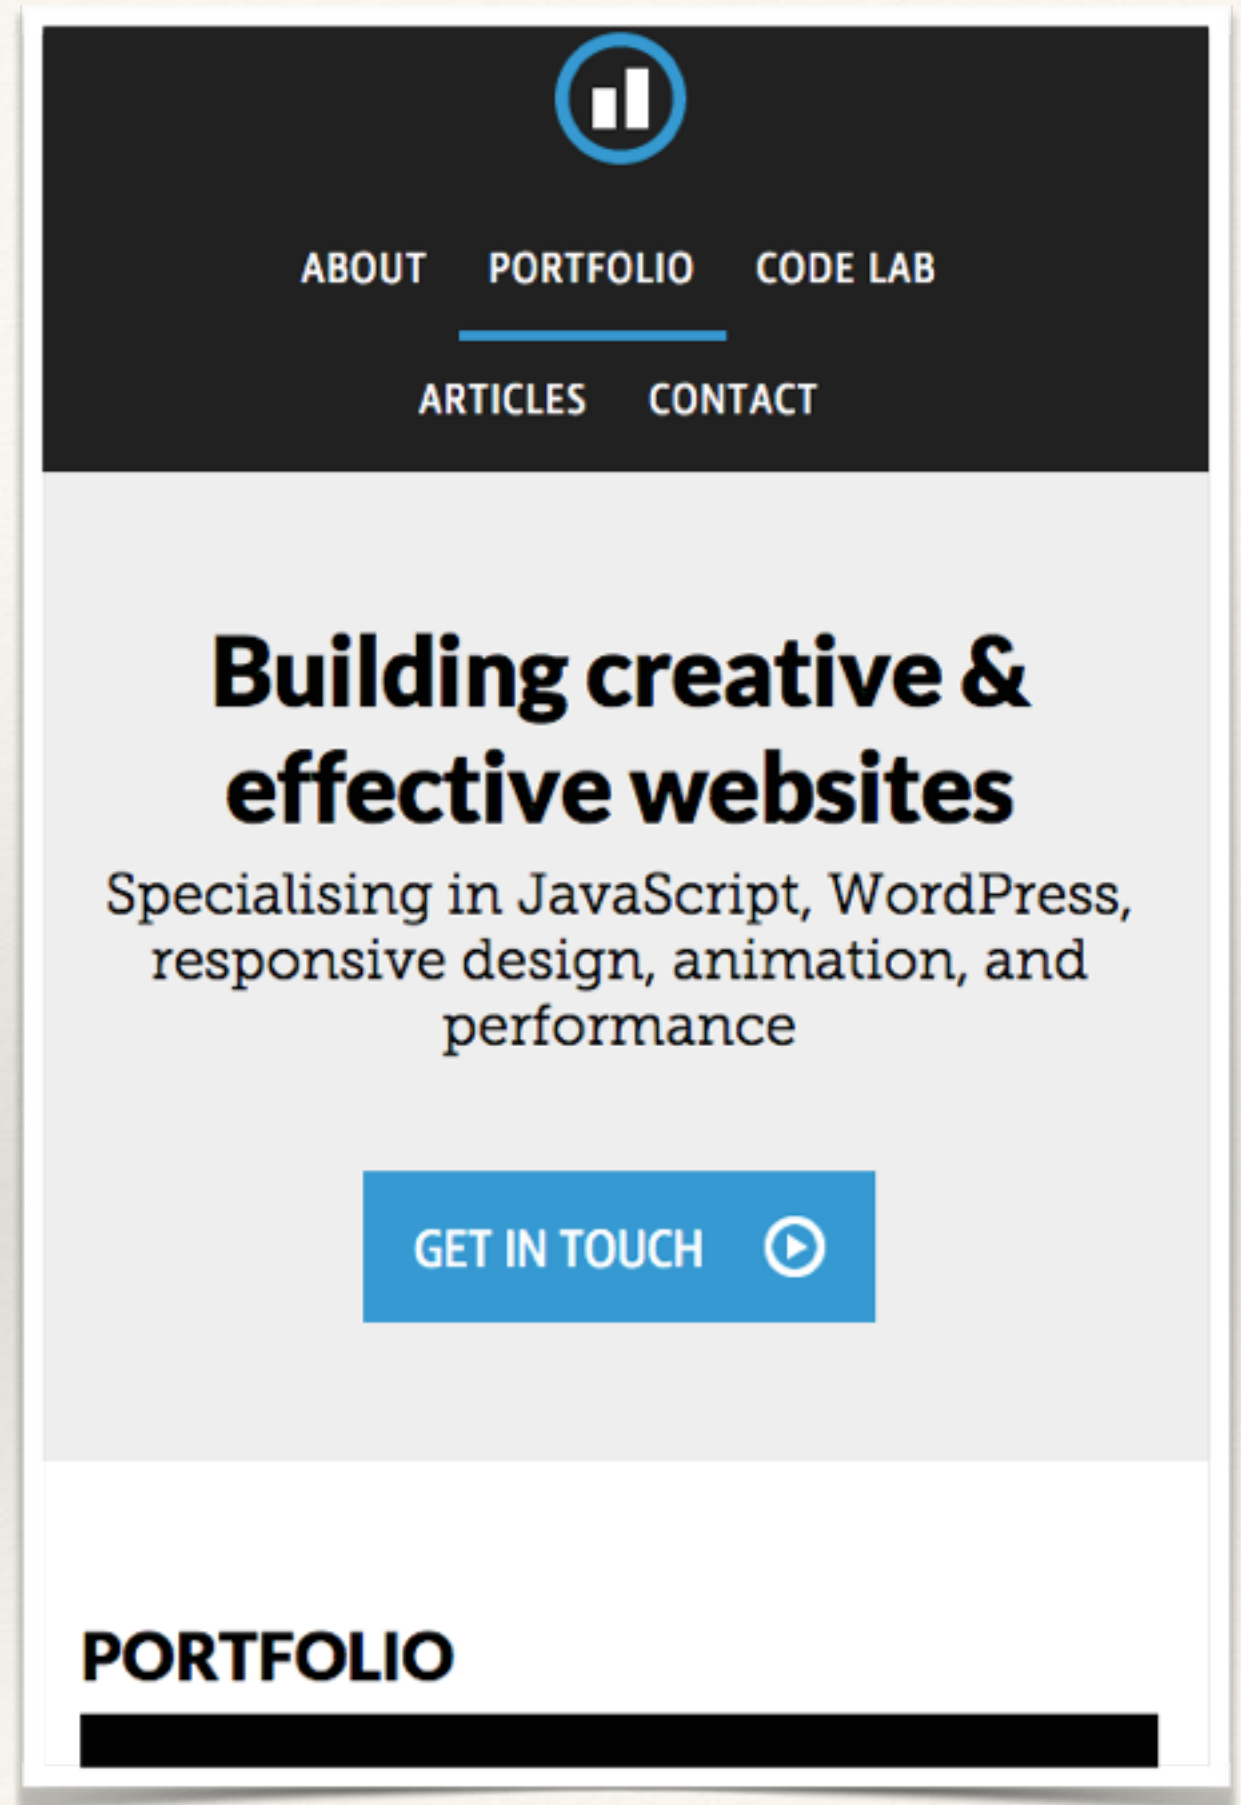 ABOUT PORTFOLIO CODE LAB
ARTICLES CONTACT
Building creative &
effective websites
Specialising in JavaScript, WordPress,
responsive design, animation, and
performance
GET IN TOUCH
PORTFOLIO